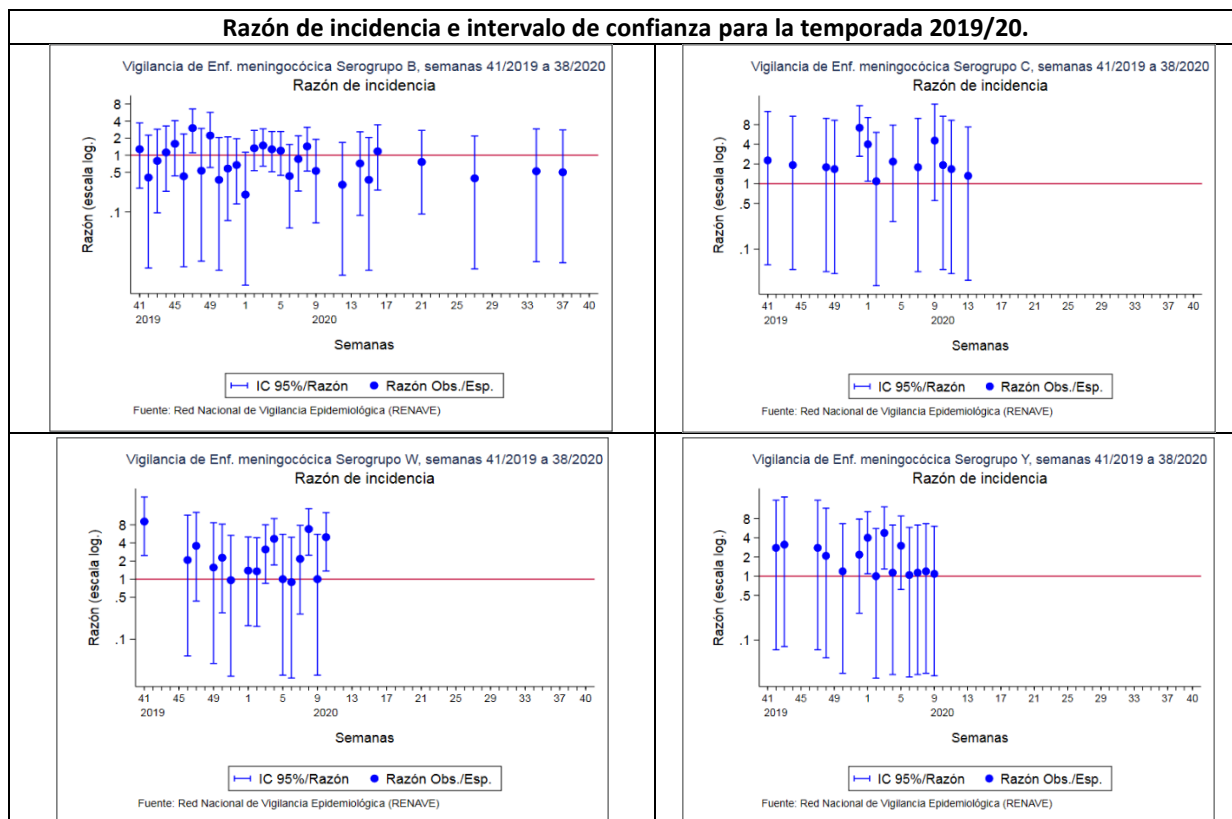 Razón de incidencia e intervalo de confianza para la temporada 2019/20.
Vigilancia de Enf. meningocócica Serogrupo B, semanas 41/2019 a 38/2020
Razón de incidencia
Razón (escala log.)
8
4
2
1
.5
.1
41 45 49 1 5 9 13 17 21 25 29 33 37 40
2019 2020
Semanas
IC 95%/Razón Razón Obs./Esp.
Fuente: Red Nacional de Vigilancia Epidemiológica (RENAVE)
Vigilancia de Enf. meningocócica Serogrupo C, semanas 41/2019 a 38/2020
Razón de incidencia
Razón (escala log.)
8
4
2
1
.5
.1
41 45 49 1 5 9 13 17 21 25 29 33 37 40
2019 2020
Semanas
IC 95%/Razón Razón Obs./Esp.
Fuente: Red Nacional de Vigilancia Epidemiológica (RENAVE)
Vigilancia de Enf. meningocócica Serogrupo W, semanas 41/2019 a 38/2020
Razón de incidencia
Razón (escala log.)
8
4
2
1
.5
.1
41 45 49 1 5 9 13 17 21 25 29 33 37 40
2019 2020
Semanas
IC 95%/Razón Razón Obs./Esp.
Fuente: Red Nacional de Vigilancia Epidemiológica (RENAVE)
Vigilancia de Enf. meningocócica Serogrupo Y, semanas 41/2019 a 38/2020
Razón de incidencia
Razón (escala log.)
8
4
2
1
.5
.1
41 45 49 1 5 9 13 17 21 25 29 33 37 40
2019 2020
Semanas
IC 95%/Razón Razón Obs./Esp.
Fuente: Red Nacional de Vigilancia Epidemiológica (RENAVE)